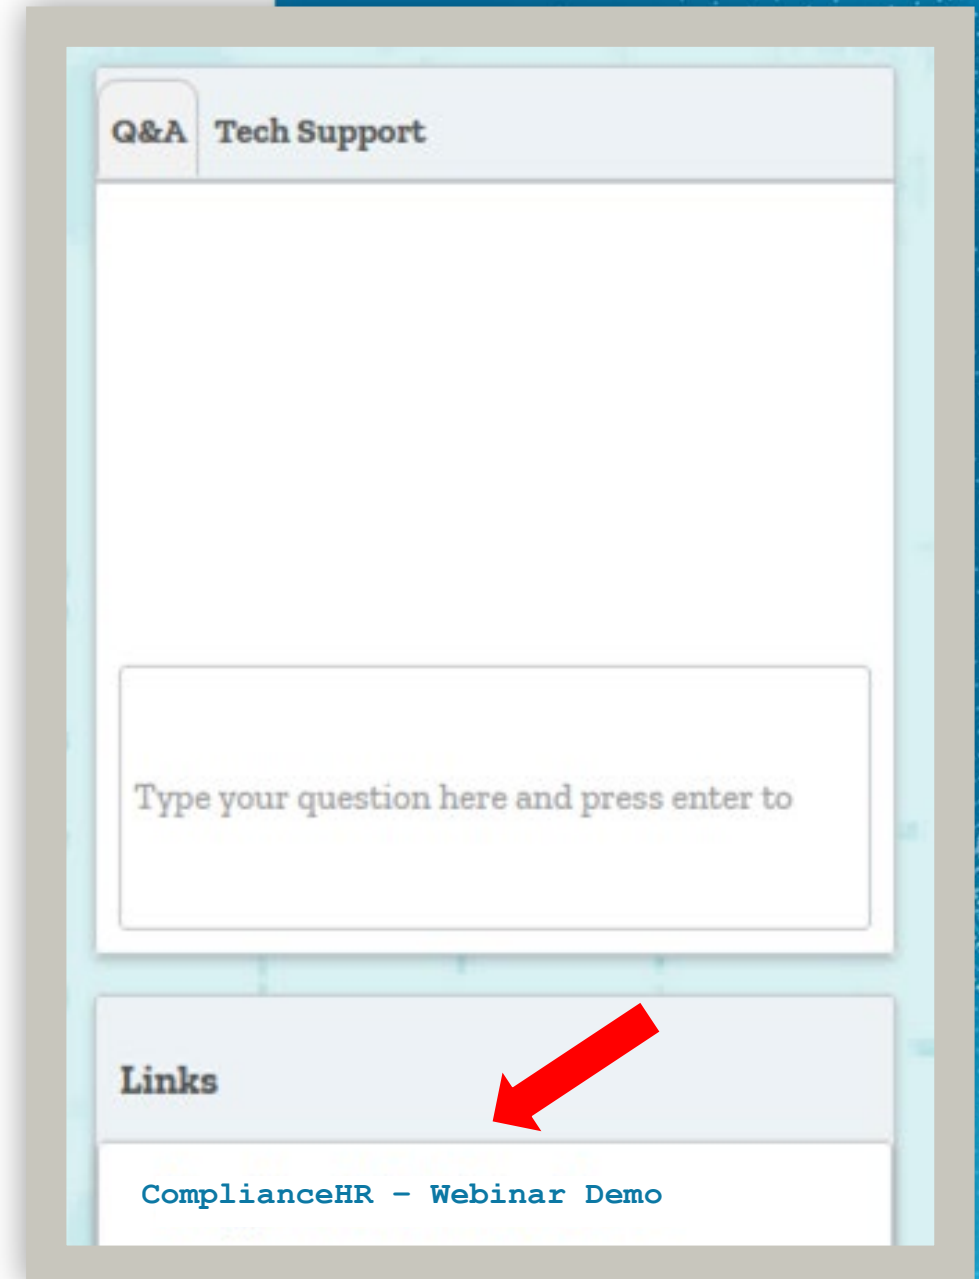 Q&A Tech Support
Type your question here and press enter to
Links
ComplianceHR – Webinar Demo